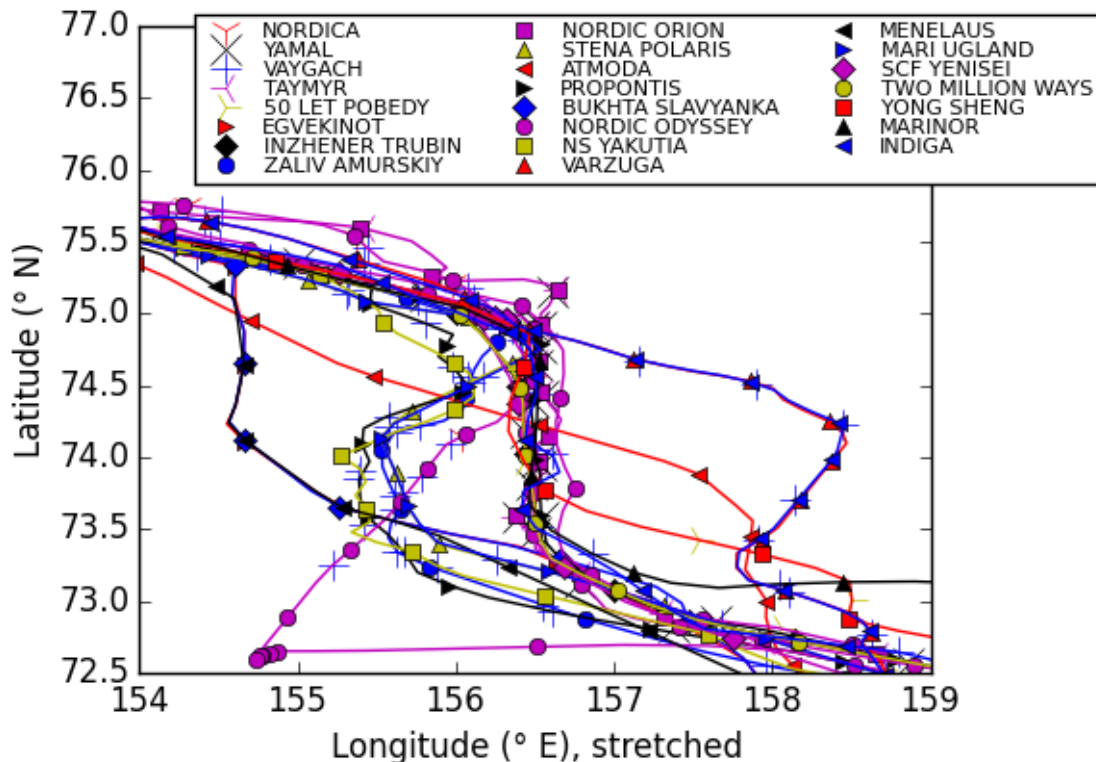 77.0
76.5
76.0
75.5
75.0
74.5
74.0
73.5
73.0
72.5
Latitude (° N)
NORDICA
YAMAL
VAYGACH
TAYMYR
50 LET POBEDY
EGVEKINOT
INZHENER TRUBIN
ZALIV AMURSKIY
NORDIC ORION
STENA POLARIS
ATMODA
PROPONTIS
BUKHTA SLAVYANKA
NORDIC ODYSSEY
NS YAKUTIA
VARZUGA
MENELAUS
MARI UGLAND
SCF YENISEI
TWO MILLION WAYS
YONG SHENG
MARINOR
INDIGA
154 155 156 157 158 159
Longitude (° E), stretched